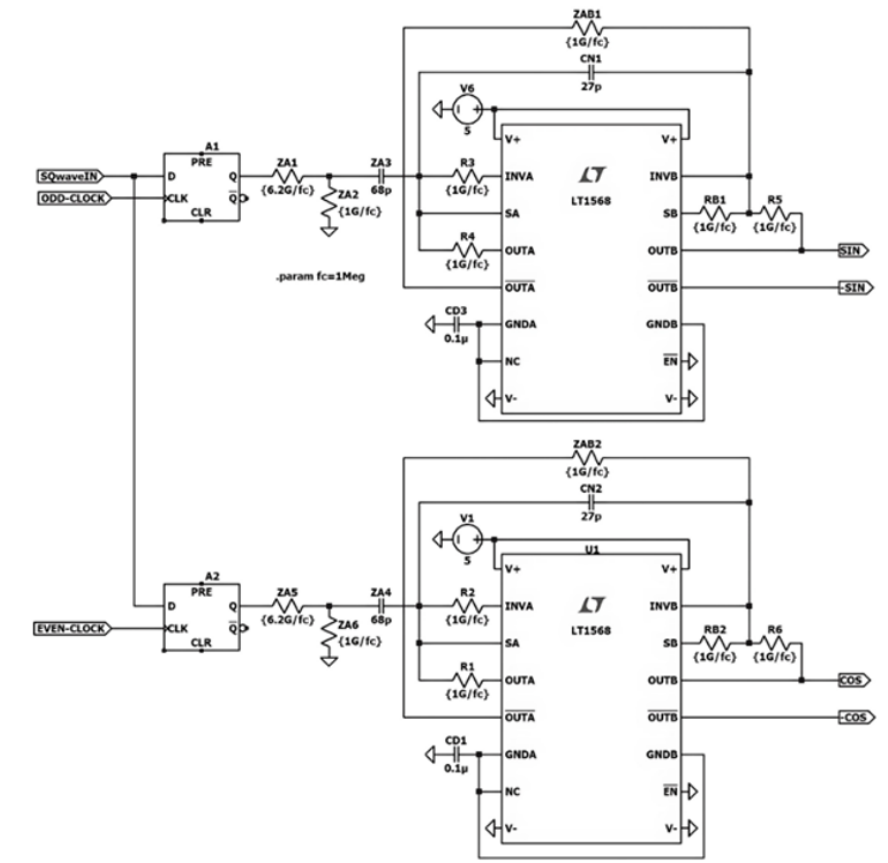 ZAB1
{1G/fc}
CN1
27p
V6
5
A1
PRE
SQwaveIN
D
Q
ODD-CLOCK
CLK
Q
CLR
ZA1
{6.2G/fc}
ZA2
{1G/fc}
ZA3
68p
R3
{1G/fc}
R4
{1G/fc}
.param fc=1Meg
V+
V+
INVA
INVB
LT
LT1568
SA
SB
RB1
{1G/fc}
R5
{1G/fc}
OUTA
OUTB
SIN
OUTA
OUTB
-SIN
CD3
0.1µ
GNDA
GNDB
NC
EN
V-
V-
ZAB2
{1G/fc}
CN2
27p
V1
5
U1
A2
PRE
D
Q
EVEN-CLOCK
CLK
Q
CLR
ZA5
{6.2G/fc}
ZA6
{1G/fc}
ZA4
68p
R2
{1G/fc}
R1
{1G/fc}
V+
V+
INVA
INVB
LT
LT1568
SA
SB
RB2
{1G/fc}
R6
{1G/fc}
OUTA
OUTB
COS
OUTA
OUTB
-COS
CD1
0.1µ
GNDA
GNDB
NC
EN
V-
V-